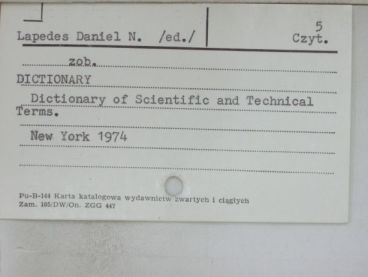 5
Lapedes Daniel N. /ed./ Czyt.
zob.
DICTIONARY
Dictionary of Scientific and Technical
Terms.
New York 1974
Pu-B-144 Karta katalogowa wydawnictw zwartych i ciągłych
Zam. 105/DW/On. ZGG 447